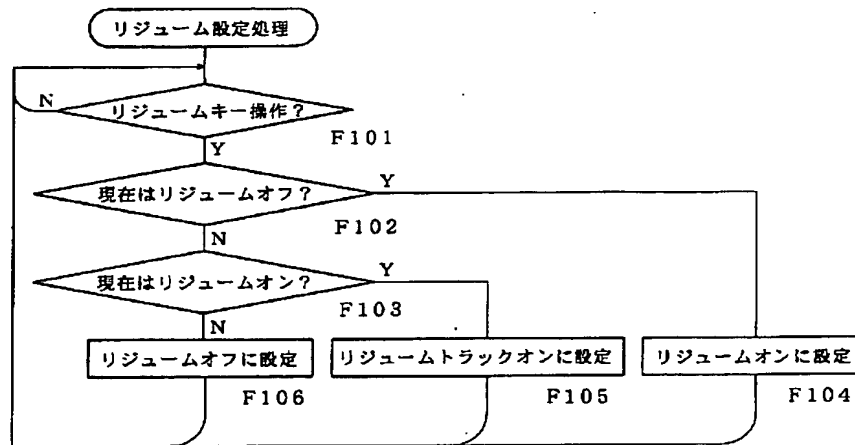 リジューム設定処理
N
リジュームキー操作？
F101
Y
現在はリジュームオフ？
Y
F102
N
現在はリジュームオン？
Y
F103
N
リジュームオフに設定
リジュームトラックオンに設定
リジュームオンに設定
F106
F105
F104